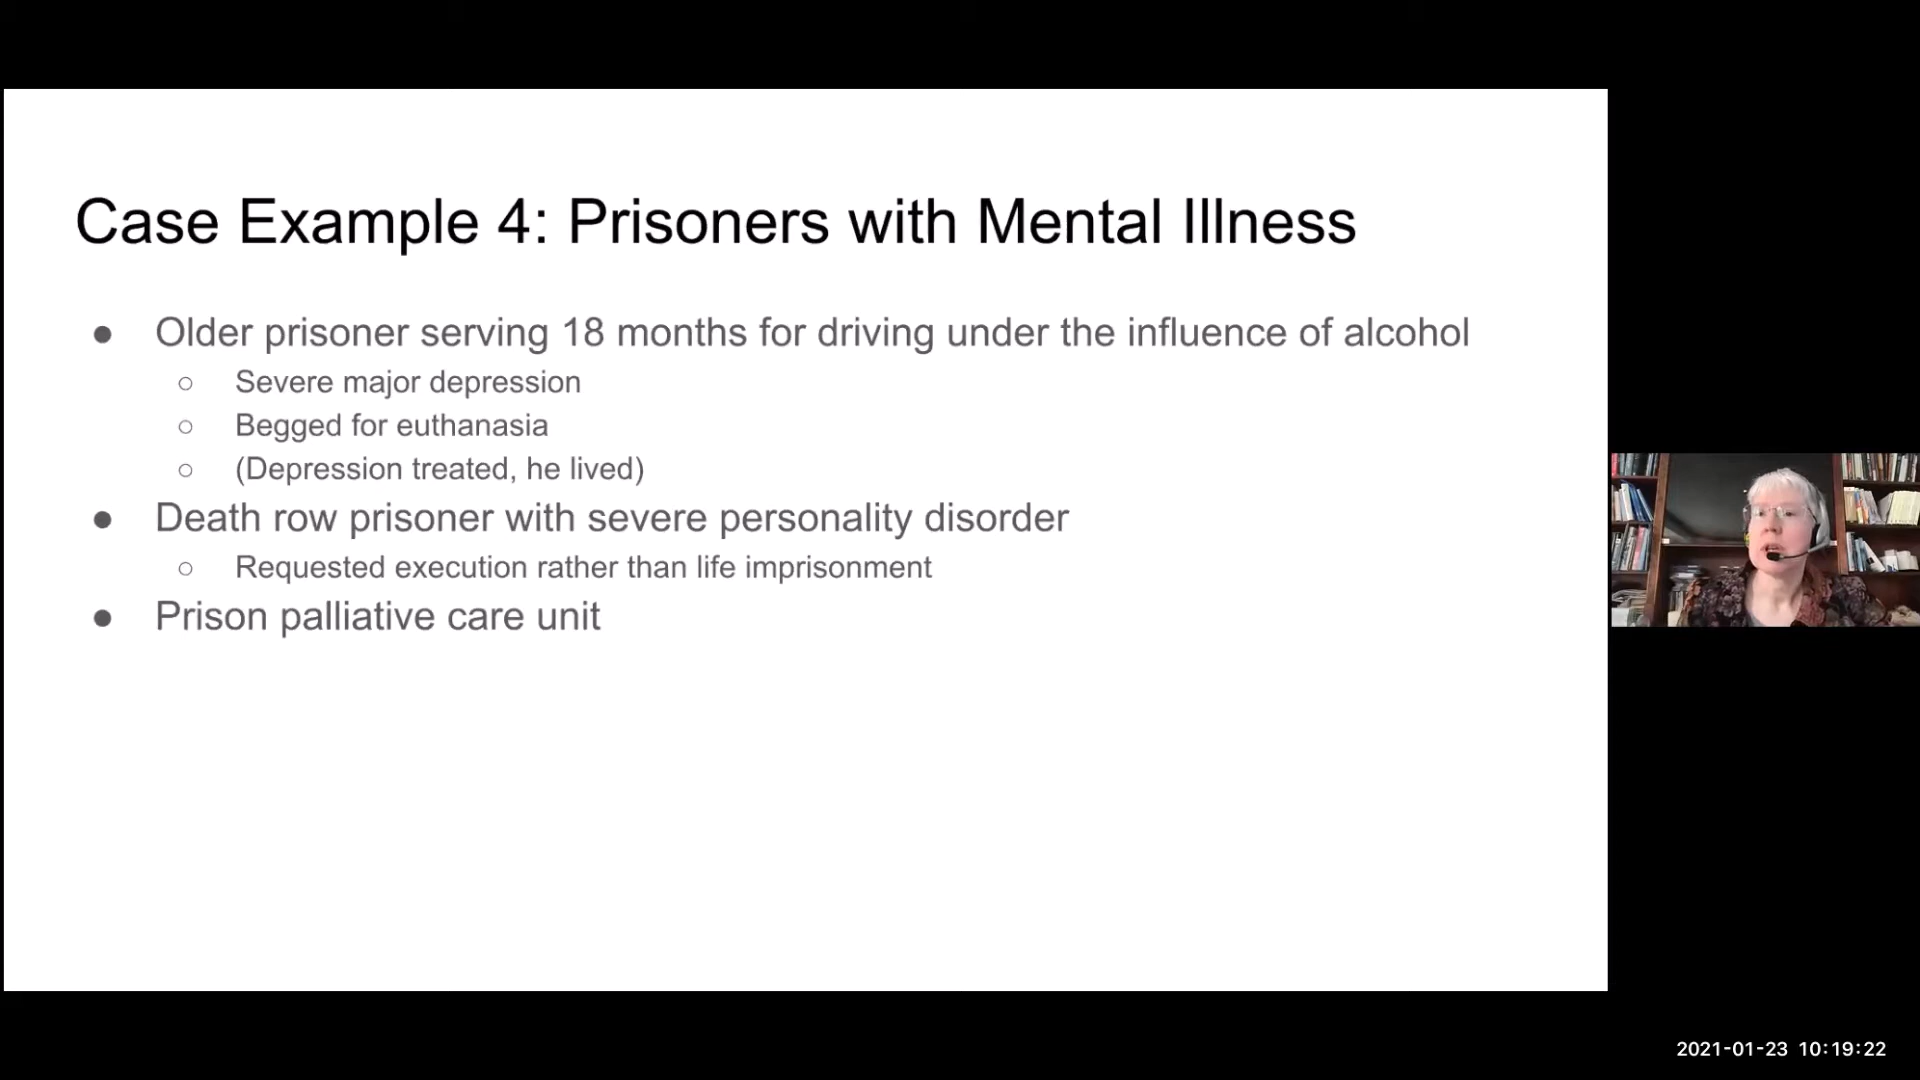 Case Example 4: Prisoners with Mental Illness
● Older prisoner serving 18 months for driving under the influence of alcohol
○ Severe major depression
○ Begged for euthanasia
○ (Depression treated, he lived)
● Death row prisoner with severe personality disorder
○ Requested execution rather than life imprisonment
● Prison palliative care unit
2021-01-23 10:19:22